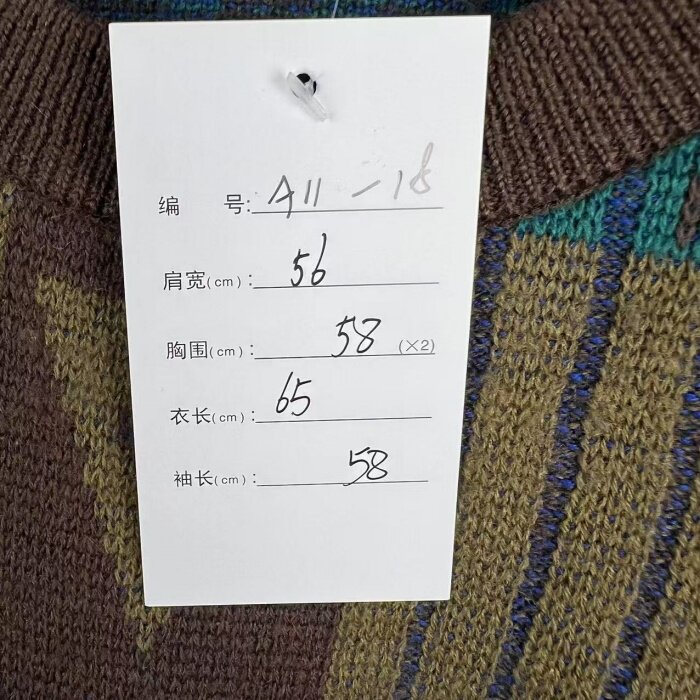 编 号: A11-18
肩宽(cm): 56
胸围(cm): 58 (×2)
衣长(cm): 65
袖长(cm): 58